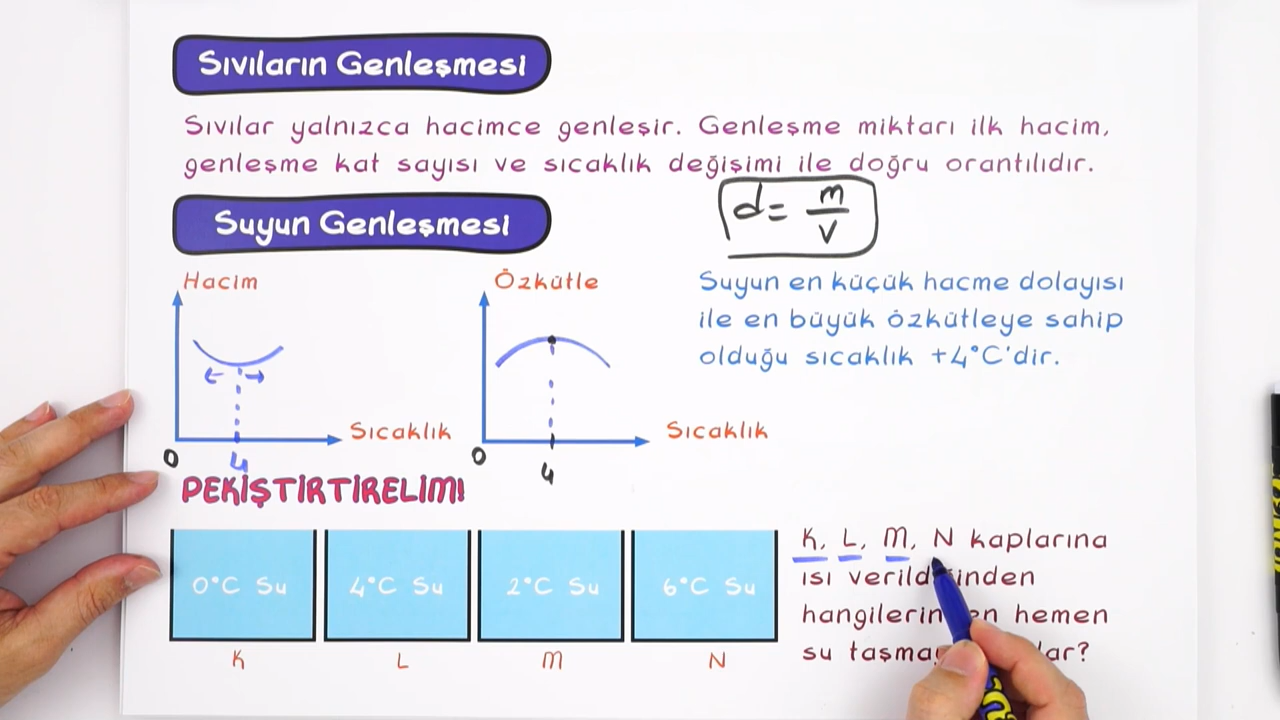 Sıvıların Genleşmesi
Sıvılar yalnızca hacimce genleşir. Genleşme miktarı ilk hacim,
genleşme kat sayısı ve sıcaklık değişimi ile doğru orantılıdır.
Suyun Genleşmesi
d = m/v
Hacim
Sıcaklık
0
4
Özkütle
Sıcaklık
0
4
Suyun en küçük hacme dolayısı
ile en büyük özkütleye sahip
olduğu sıcaklık +4°C'dir.
PEKİŞTİRTİRELİM!
0°C Su
4°C Su
2°C Su
6°C Su
K
L
M
N
K, L, M, N kaplarına
ısı
hemen
su